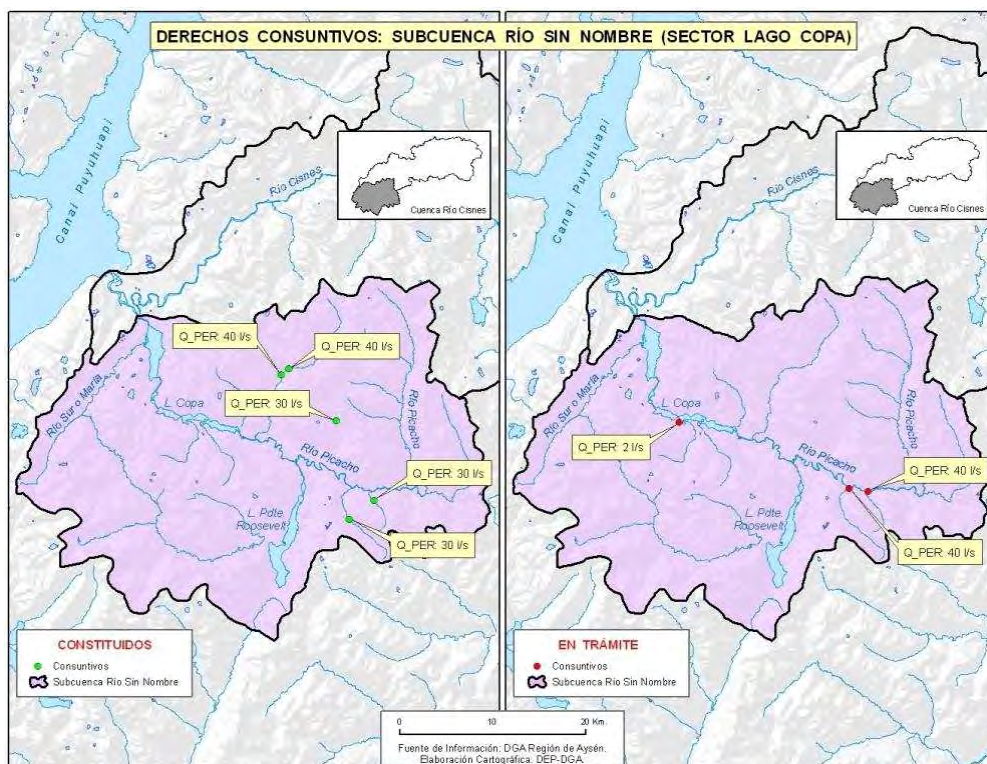 DERECHOS CONSUNTIVOS: SUBCUENCA RÍO SIN NOMBRE (SECTOR LAGO COPA)
Canal Puyuhuapi
Río Cisnes
Cuenca Río Cisnes
Q_PER: 40 l/s
Q_PER: 40 l/s
Q_PER: 30 l/s
Río Sur o María
L. Copa
Río Picacho
Río Picacho
Q_PER: 30 l/s
L. Pdte.
Roosevelt
Q_PER: 30 l/s
CONSTITUIDOS
Consuntivos
Subcuenca Río Sin Nombre
Canal Puyuhuapi
Río Cisnes
Cuenca Río Cisnes
Río Sur o María
L. Copa
Río Picacho
Q_PER: 2 l/s
Río Picacho
Q_PER: 40 l/s
L. Pdte.
Roosevelt
Q_PER: 40 l/s
EN TRÁMITE
Consuntivos
Subcuenca Río Sin Nombre
0 10 20 Km.
Fuente de Información: DGA Región de Aysén.
Elaboración Cartográfica: DEP-DGA.